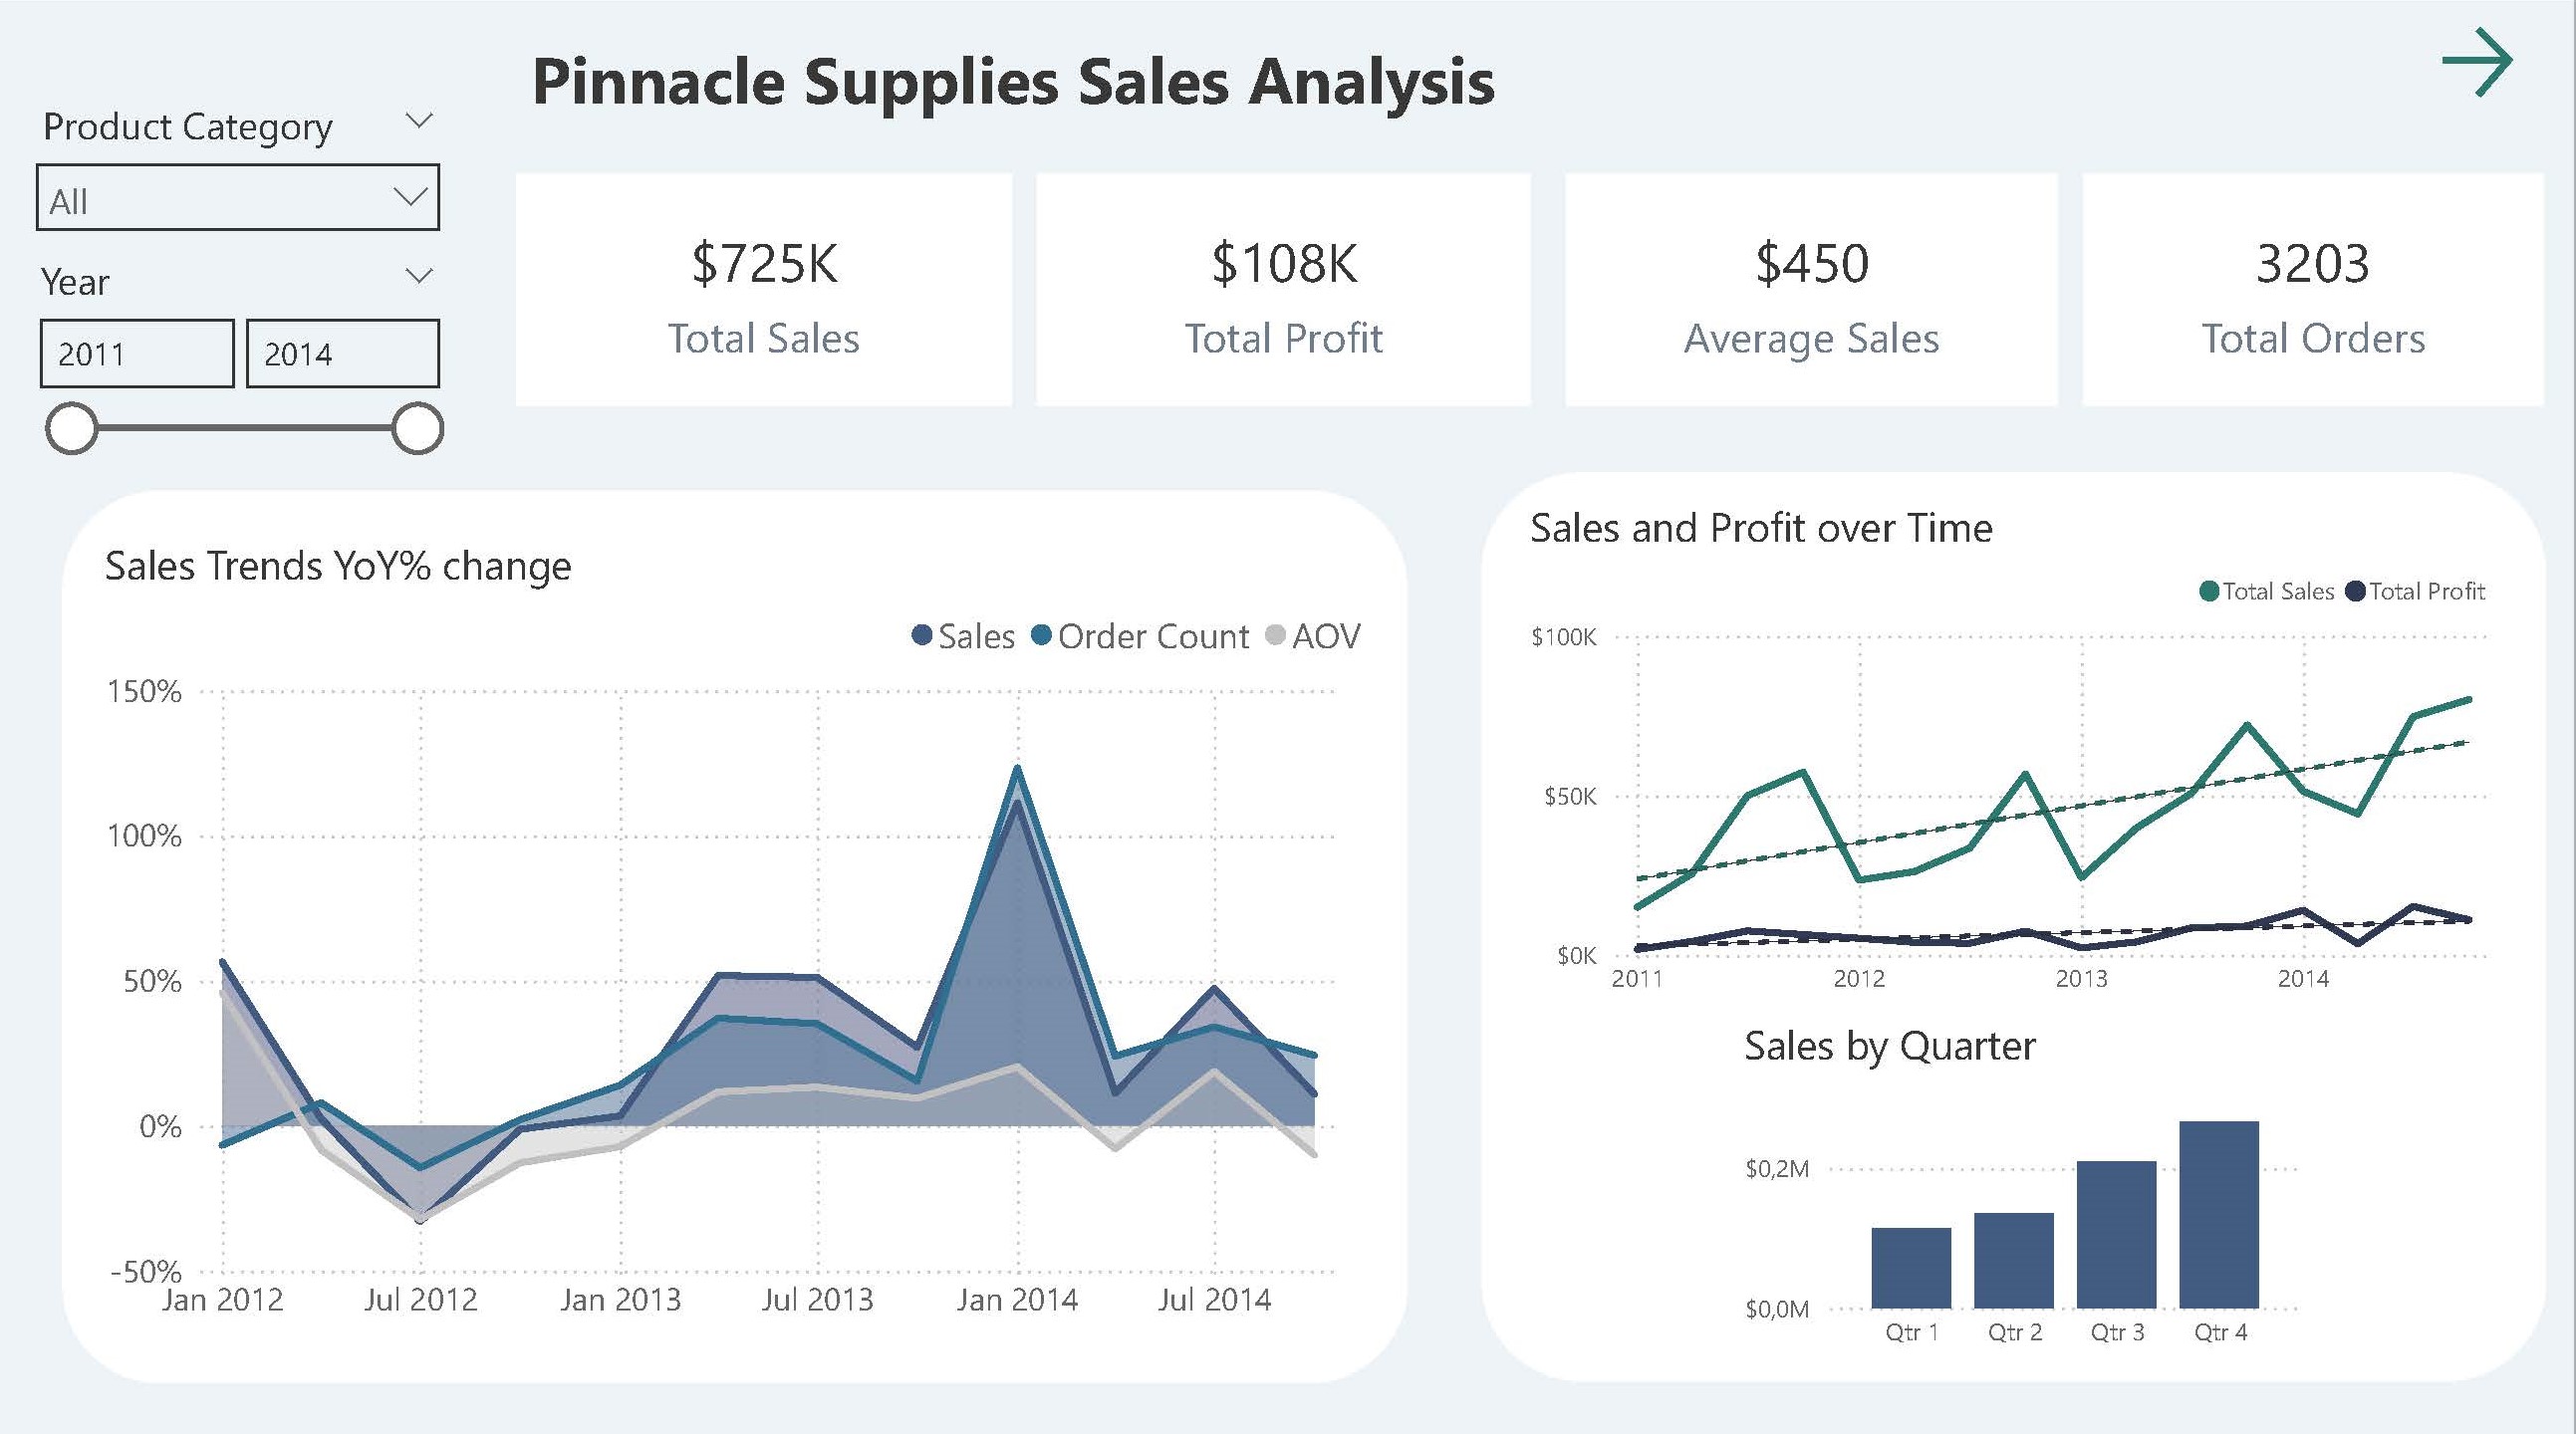 Pinnacle Supplies Sales Analysis
Product Category
All
Year
2011 2014
$725K
Total Sales
$108K
Total Profit
$450
Average Sales
3203
Total Orders
Sales Trends YoY% change
Sales Order Count AOV
150%
100%
50%
0%
-50%
Jan 2012 Jul 2012 Jan 2013 Jul 2013 Jan 2014 Jul 2014
Sales and Profit over Time
Total Sales Total Profit
$100K
$50K
$0K
2011 2012 2013 2014
Sales by Quarter
$0,2M
$0,0M
Qtr 1 Qtr 2 Qtr 3 Qtr 4